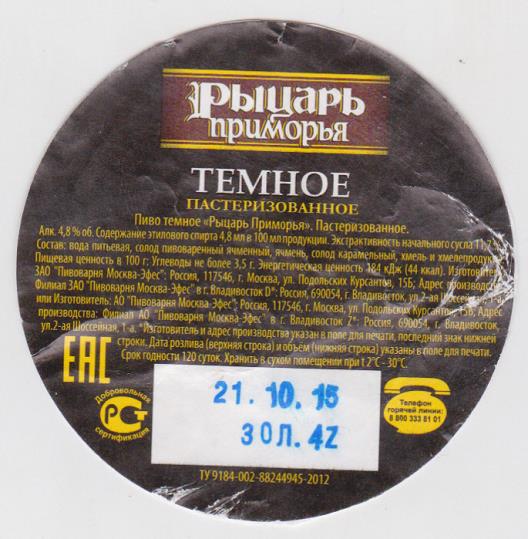 Рыцарь
приморья
ТЕМНОЕ
ПАСТЕРИЗОВАННОЕ
Пиво темное «Рыцарь Приморья». Пастеризованное.
Алк. 4,8 % об. Содержание этилового спирта 4,8 мл в 100 мл продукции. Экстрактивность начального сусла 11,7%
Состав: вода питьевая, солод пивоваренный ячменный, ячмень, солод карамельный, хмель и хмелепродукты.
Пищевая ценность в 100 г: Углеводы не более 3,5 г. Энергетическая ценность 184 кДж (44 ккал). Изготовитель:
ЗАО "Пивоварня Москва-Эфес"; Россия, 117546, г. Москва, ул. Подольских Курсантов, 15Б; Адрес производства:
Филиал ЗАО "Пивоварня Москва-Эфес" в г. Владивосток D*: Россия, 690054, г. Владивосток, ул.2-ая Шоссейная, 1-а.
или Изготовитель: АО "Пивоварня Москва-Эфес"; Россия, 117546, г. Москва, ул. Подольских Курсантов, 15Б; Адрес
производства: Филиал АО "Пивоварня Москва-Эфес" в г. Владивосток Z*: Россия, 690054, г. Владивосток,
ул.2-ая Шоссейная, 1-а. *Изготовитель и адрес производства указан в поле для печати, последний знак нижней
строки. Дата розлива (верхняя строка) и объем (нижняя строка) указаны в поле для печати.
Срок годности 120 суток. Хранить в сухом помещении при t 2°C - 30°C.
ЕАС
Добровольная
РСТ
сертификация
21.10.15
30Л.4Z
Телефон
горячей линии:
8 800 333 81 01
ТУ 9184-002-88244945-2012